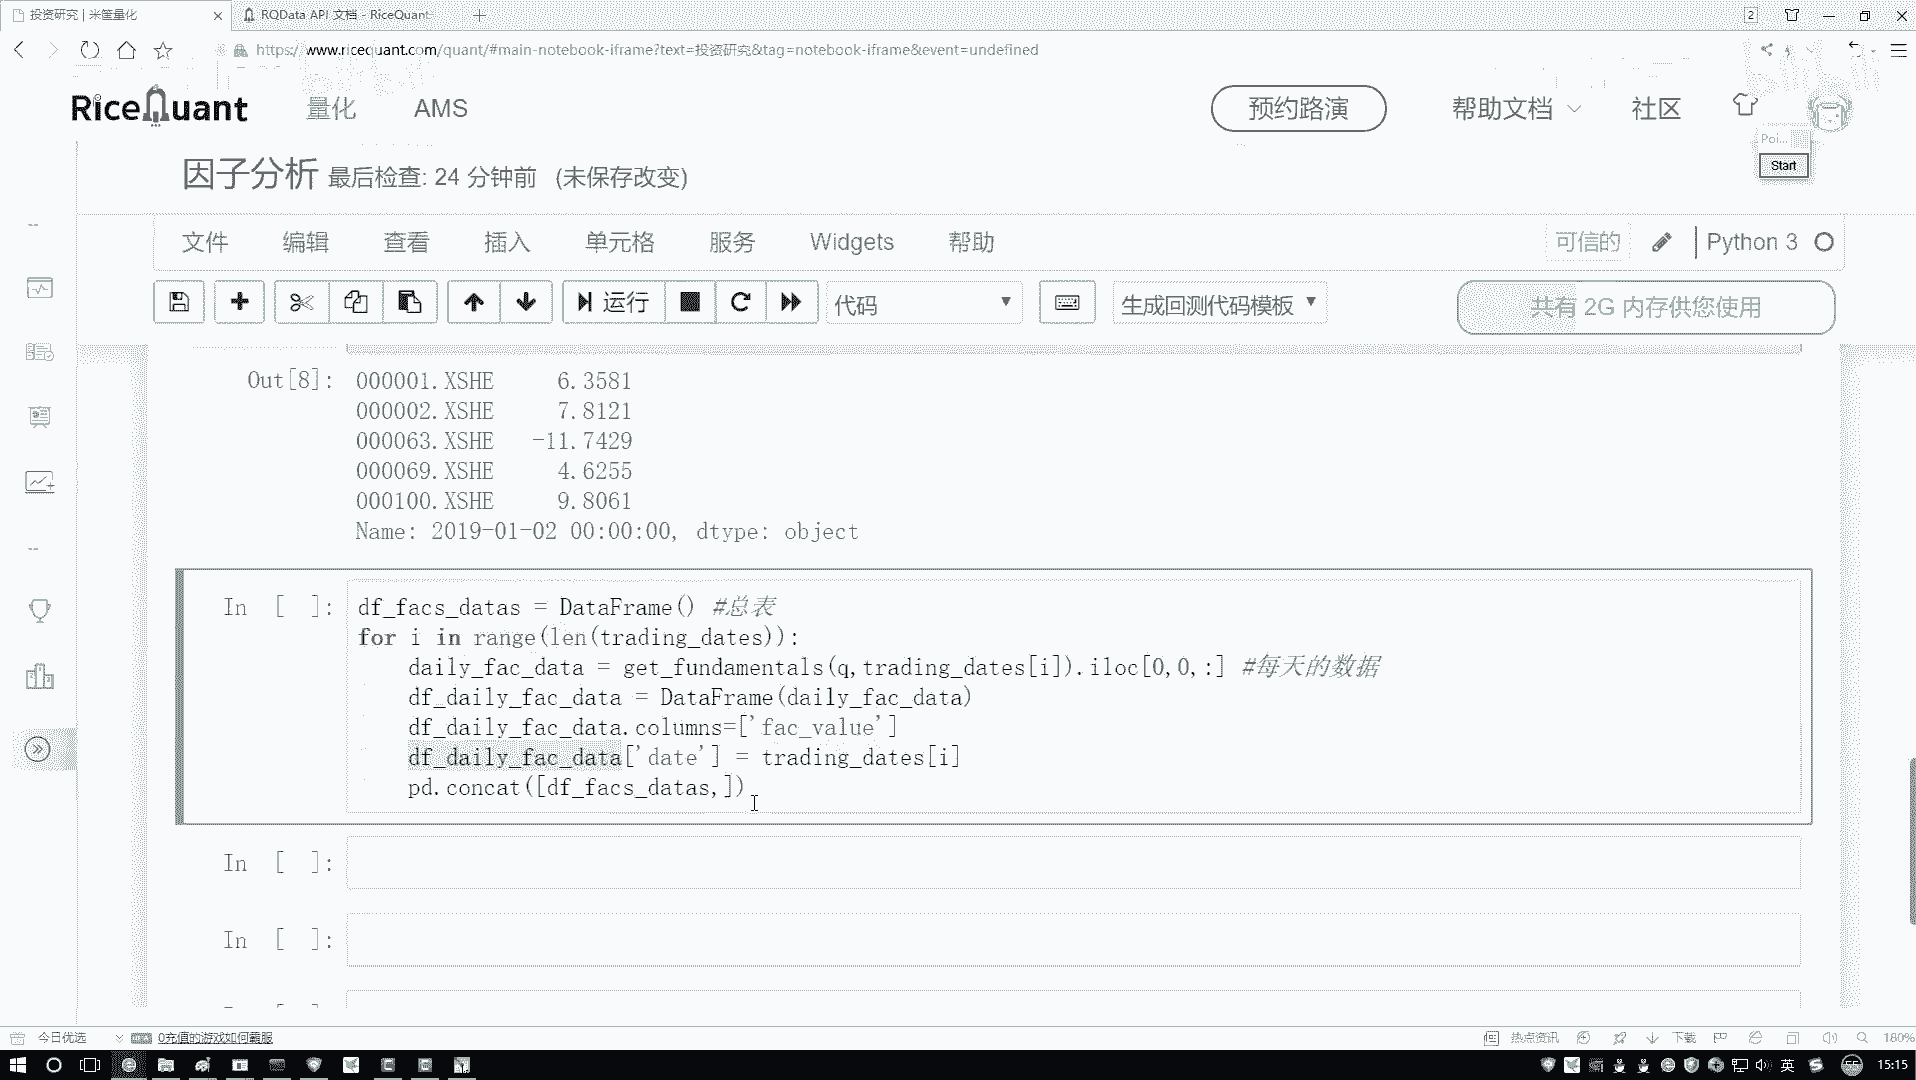 投资研究 | 米筐量化
RQData API 文档 - RiceQuant
2
https://www.ricequant.com/quant/#main-notebook-iframe?text=投资研究&tag=notebook-iframe&event=undefined
RiceQuant
量化
AMS
预约路演
帮助文档
社区
Poi...
Start
因子分析 最后检查: 24 分钟前 (未保存改变)
文件 编辑 查看 插入 单元格 服务 Widgets 帮助
可信的
Python 3
运行
代码
生成回测代码模板
共有 2G 内存供您使用
Out[8]: 000001.XSHE 6.3581
000002.XSHE 7.8121
000063.XSHE -11.7429
000069.XSHE 4.6255
000100.XSHE 9.8061
Name: 2019-01-02 00:00:00, dtype: object
In [ ]: df_facs_datas = DataFrame() #总表
for i in range(len(trading_dates)):
daily_fac_data = get_fundamentals(q,trading_dates[i]).iloc[0,0,:] #每天的数据
df_daily_fac_data = DataFrame(daily_fac_data)
df_daily_fac_data.columns=['fac_value']
df_daily_fac_data['date'] = trading_dates[i]
pd.concat([df_facs_datas,])
In [ ]:
In [ ]:
今日优选
0充值的游戏如何霸服
热点资讯
下载
180%
英
55
15:15